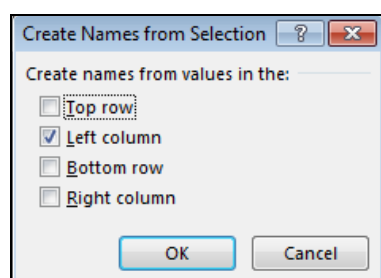 Create Names from Selection
Create names from values in the:
Top row
Left column
Bottom row
Right column
OK Cancel